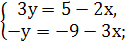 3y = 5 − 2x,
−y = −9 − 3x;